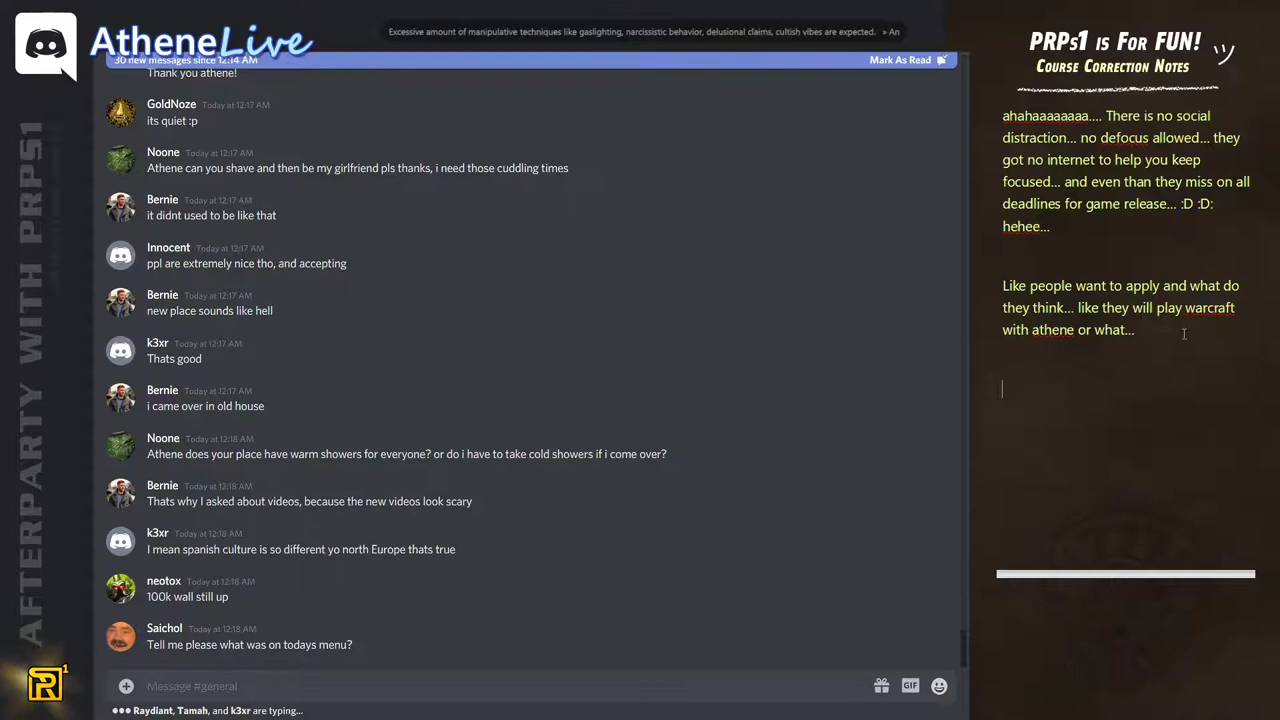 AtheneLive
Excessive amount of manipulative techniques like gaslighting, narcissistic behavior, delusional claims, cultish vibes are expected. » An
30 new messages since 12:14 AM
Mark As Read
Thank you athene!
GoldNoze Today at 12:17 AM
its quiet :p
Noone Today at 12:17 AM
Athene can you shave and then be my girlfriend pls thanks, i need those cuddling times
Bernie Today at 12:17 AM
it didnt used to be like that
Innocent Today at 12:17 AM
ppl are extremely nice tho, and accepting
Bernie Today at 12:17 AM
new place sounds like hell
k3xr Today at 12:17 AM
Thats good
Bernie Today at 12:17 AM
i came over in old house
Noone Today at 12:18 AM
Athene does your place have warm showers for everyone? or do i have to take cold showers if i come over?
Bernie Today at 12:18 AM
Thats why I asked about videos, because the new videos look scary
k3xr Today at 12:18 AM
I mean spanish culture is so different yo north Europe thats true
neotox Today at 12:18 AM
100k wall still up
Saichol Today at 12:18 AM
Tell me please what was on todays menu?
Message #general
GIF
Raydiant, Tamah, and k3xr are typing...
AFTERPARTY WITH PRPS1
R1
PRPs1 is For FUN! ツ
Course Correction Notes
ahahaaaaaaaa.... There is no social
distraction... no defocus allowed... they
got no internet to help you keep
focused... and even than they miss on all
deadlines for game release... :D :D:
hehee...
Like people want to apply and what do
they think... like they will play warcraft
with athene or what...